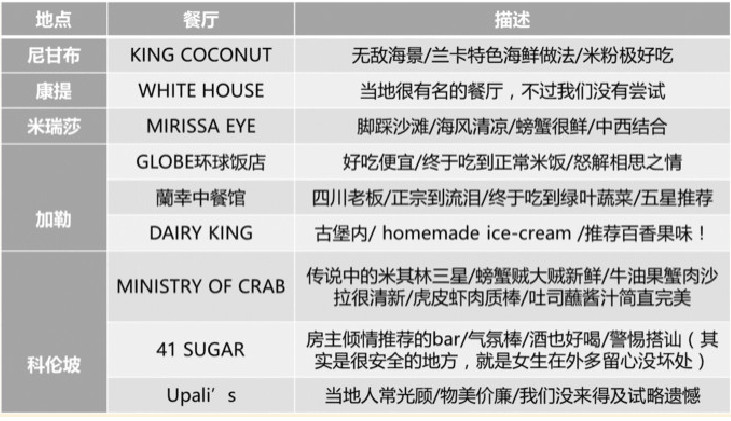 地点 餐厅 描述
尼甘布 KING COCONUT 无敌海景/兰卡特色海鲜做法/米粉极好吃
康提 WHITE HOUSE 当地很有名的餐厅，不过我们没有尝试
米瑞莎 MIRISSA EYE 脚踩沙滩/海风清凉/螃蟹很鲜/中西结合
加勒 GLOBE环球饭店 好吃便宜/终于吃到正常米饭/怒解相思之情
蘭幸中餐馆 四川老板/正宗到流泪/终于吃到绿叶蔬菜/五星推荐
DAIRY KING 古堡内/ homemade ice-cream /推荐百香果味！
科伦坡 MINISTRY OF CRAB 传说中的米其林三星/螃蟹贼大贼新鲜/牛油果蟹肉沙
拉很清新/虎皮虾肉质棒/吐司蘸酱汁简直完美
41 SUGAR 房主倾情推荐的bar/气氛棒/酒也好喝/警惕搭讪（其
实是很安全的地方，就是女生在外多留心没坏处）
Upali’s 当地人常光顾/物美价廉/我们没来得及试略遗憾